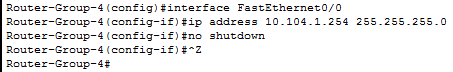 Router-Group-4(config)#interface FastEthernet0/0
Router-Group-4(config-if)#ip address 10.104.1.254 255.255.255.0
Router-Group-4(config-if)#no shutdown
Router-Group-4(config-if)#^Z
Router-Group-4#